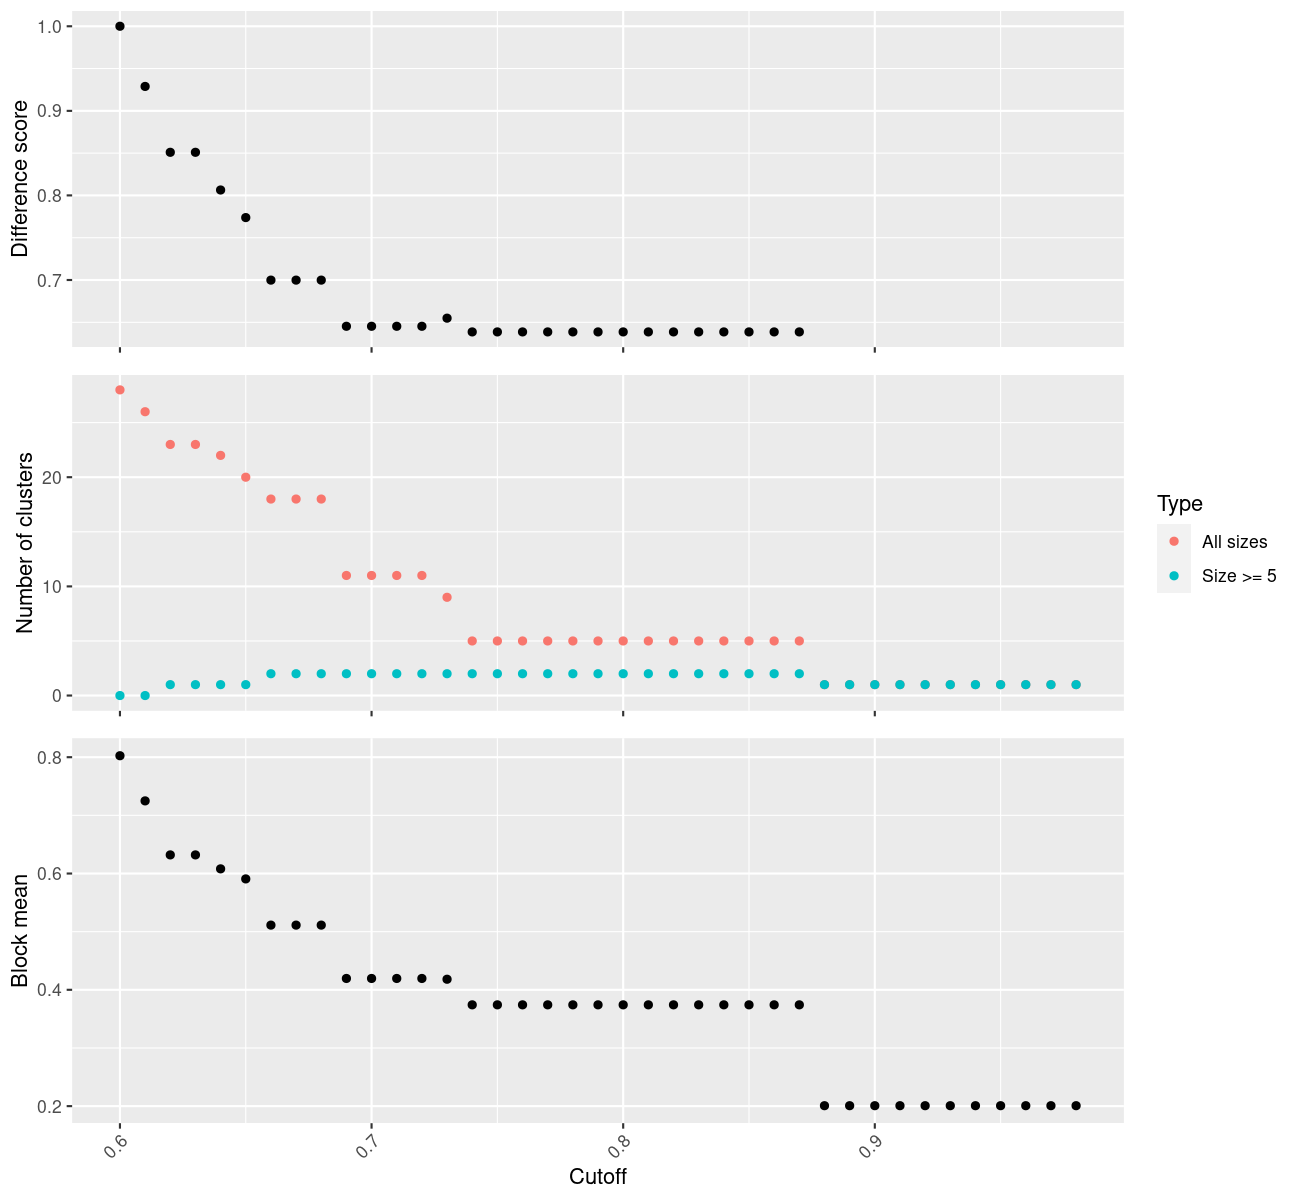 Difference score
1.0
0.9
0.8
0.7
Number of clusters
20
10
0
Type
All sizes
Size >= 5
Block mean
0.8
0.6
0.4
0.2
0.6
0.7
0.8
0.9
Cutoff